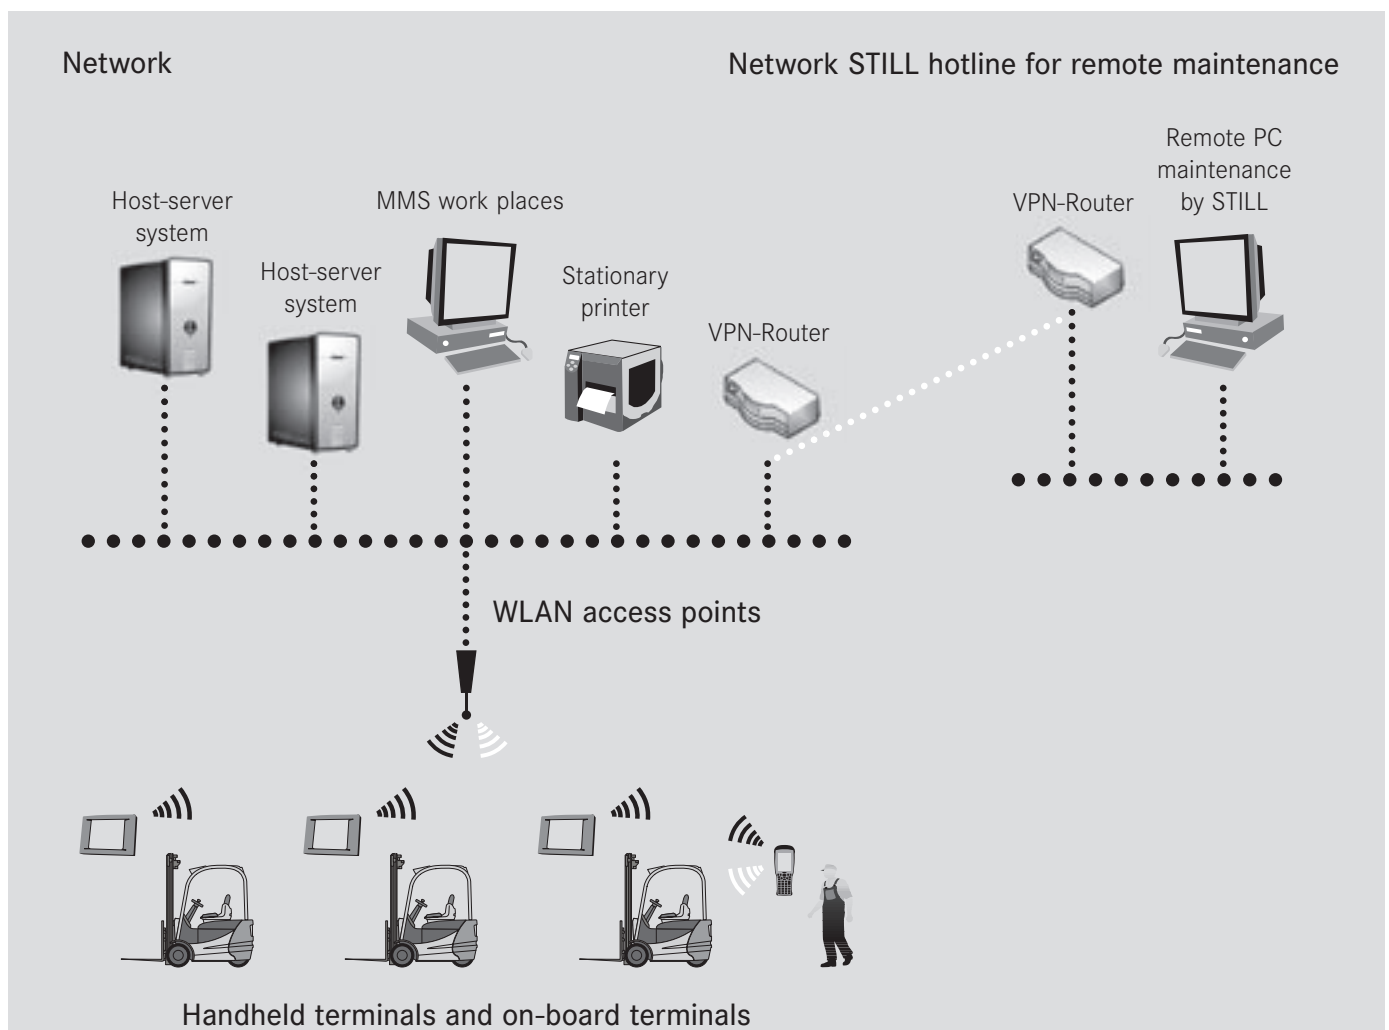 Network
Network STILL hotline for remote maintenance
Host-server
system
Host-server
system
MMS work places
Stationary
printer
VPN-Router
VPN-Router
Remote PC
maintenance
by STILL
WLAN access points
Handheld terminals and on-board terminals